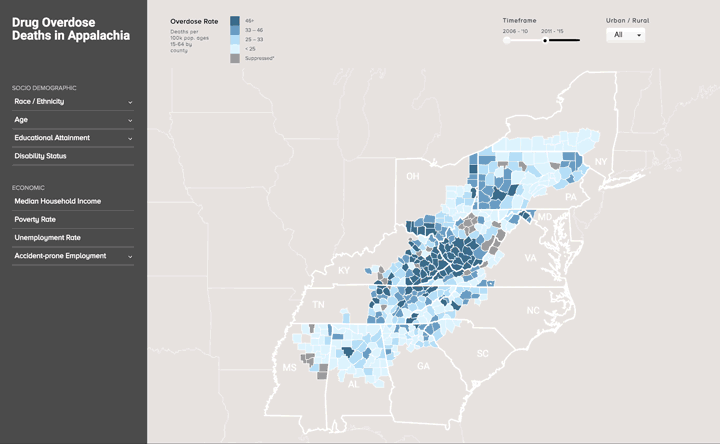 Drug Overdose
Deaths in Appalachia
SOCIO DEMOGRAPHIC
Race / Ethnicity
Age
Educational Attainment
Disability Status
ECONOMIC
Median Household Income
Poverty Rate
Unemployment Rate
Accident-prone Employment
Overdose Rate
Deaths per
100k pop. ages
15-64 by
county
46+
33 - 46
25 - 33
< 25
Suppressed*
Timeframe
2006 - '10 2011 - '15
Urban / Rural
All
NY
OH
PA
MD
VA
KY
NC
TN
SC
MS
AL
GA